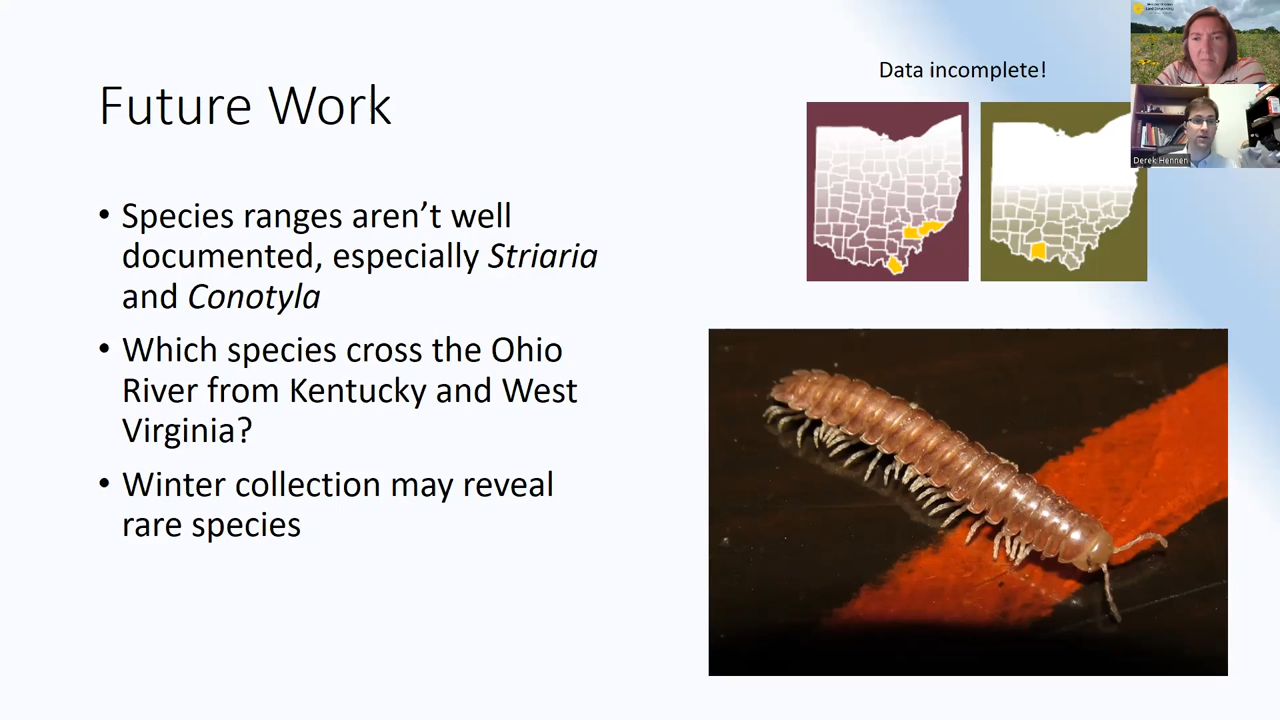 Future Work
Data incomplete!
• Species ranges aren’t well
documented, especially Striaria
and Conotyla
• Which species cross the Ohio
River from Kentucky and West
Virginia?
• Winter collection may reveal
rare species
Derek Hennen